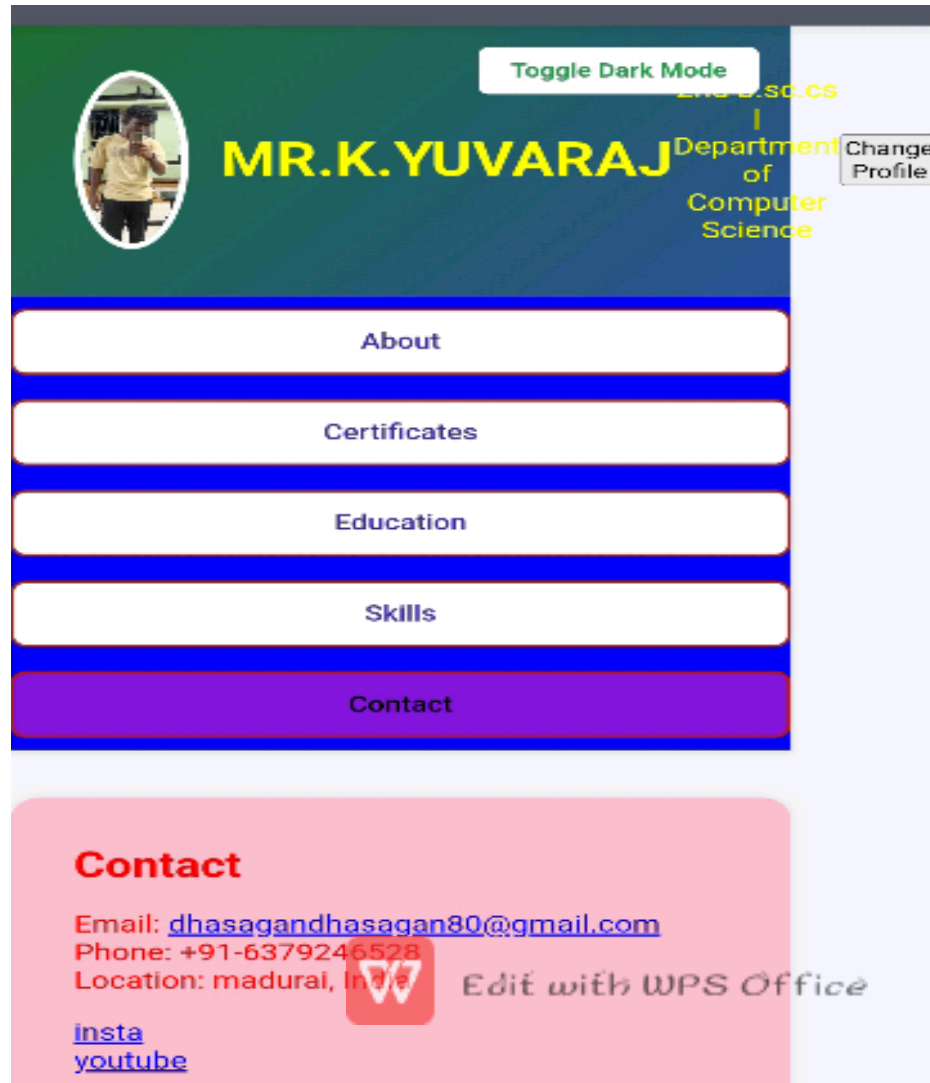 Toggle Dark Mode
MR.K.YUVARAJ
b.sc.cs
|
Department
of
Computer
Science
Change
Profile
About
Certificates
Education
Skills
Contact
Contact
Email: dhasagandhasagan80@gmail.com
Phone: +91-6379246528
Location: madurai, India
Edit with WPS Office
insta
youtube